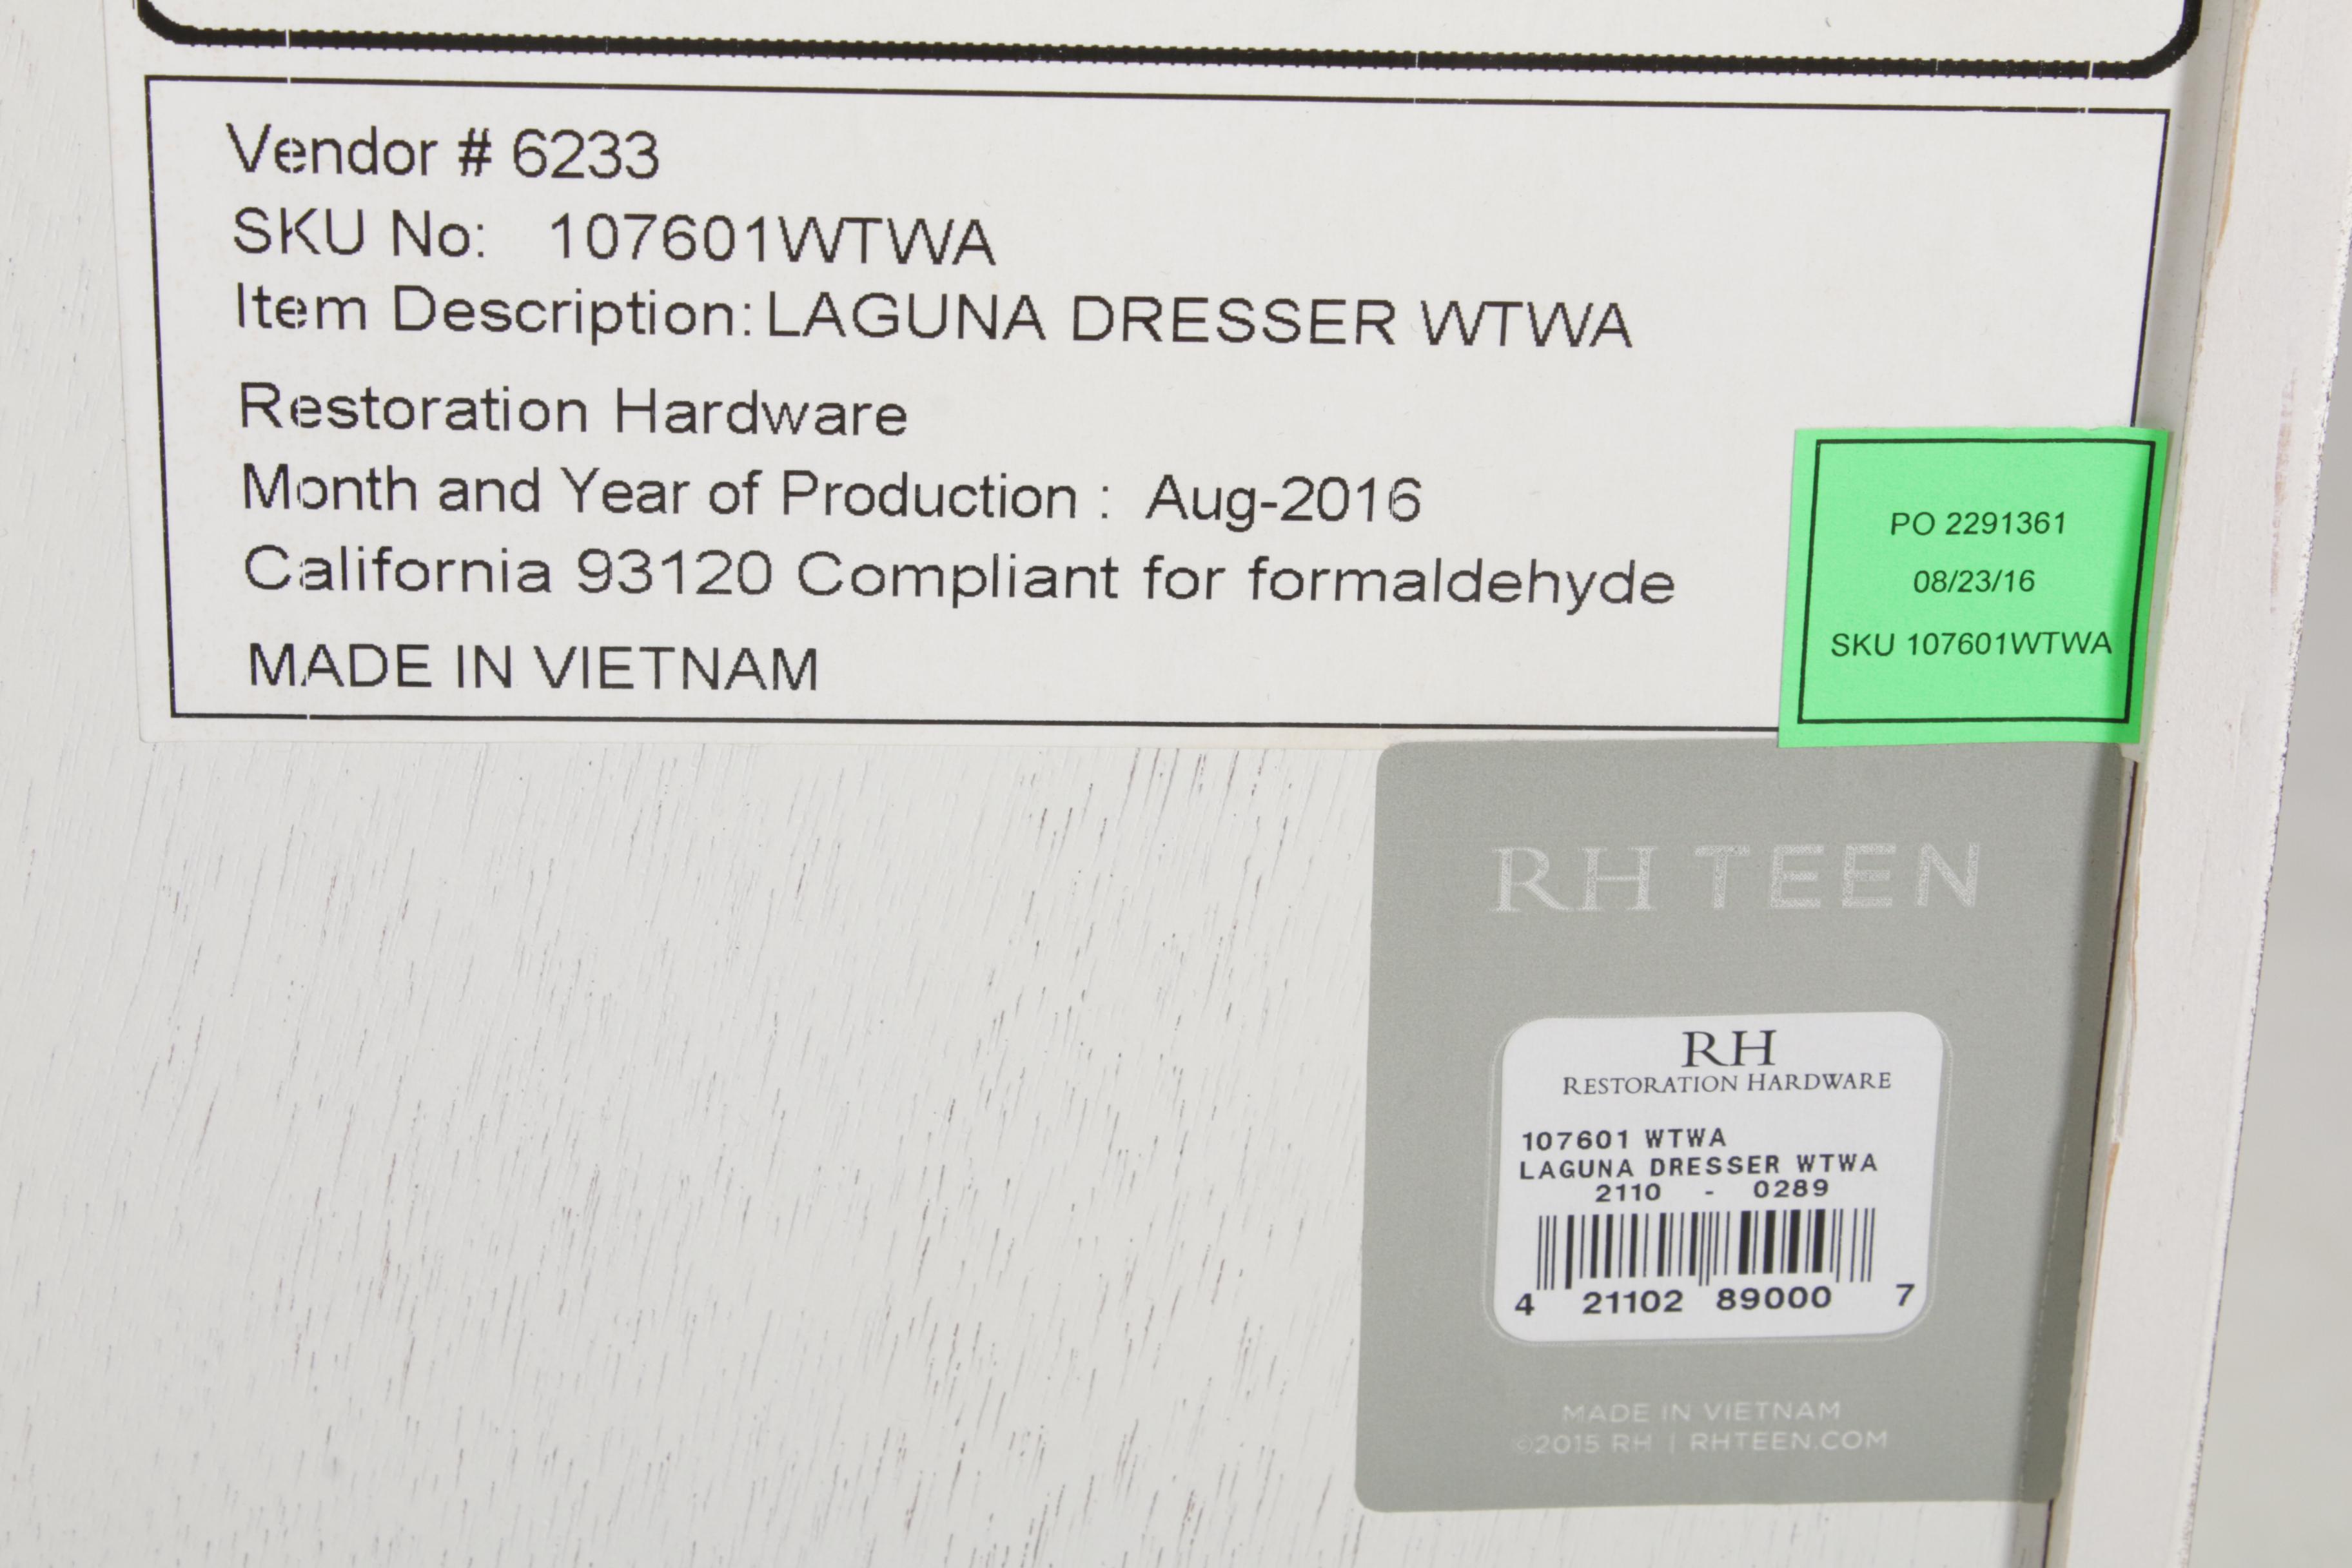 Vendor # 6233
SKU No: 107601WTWA
Item Description: LAGUNA DRESSER WTWA
Restoration Hardware
Month and Year of Production : Aug-2016
California 93120 Compliant for formaldehyde
MADE IN VIETNAM
PO 2291361
08/23/16
SKU 107601WTWA
RH TEEN
RH
RESTORATION HARDWARE
107601 WTWA
LAGUNA DRESSER WTWA
2110 - 0289
4 21102 89000 7
MADE IN VIETNAM
©2015 RH | RHTEEN.COM